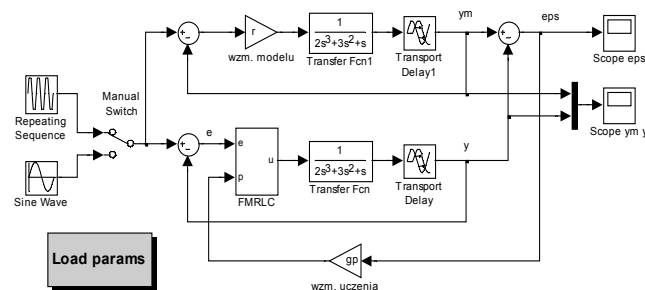 ym
eps
r
1
2s³+3s²+s
wzm. modelu
Transfer Fcn1
Transport
Delay1
Scope eps
Repeating
Sequence
Manual
Switch
Sine Wave
e
e
u
p
FMRLC
1
2s³+3s²+s
Transfer Fcn
Transport
Delay
y
Scope ym y
Load params
gp
wzm. uczenia